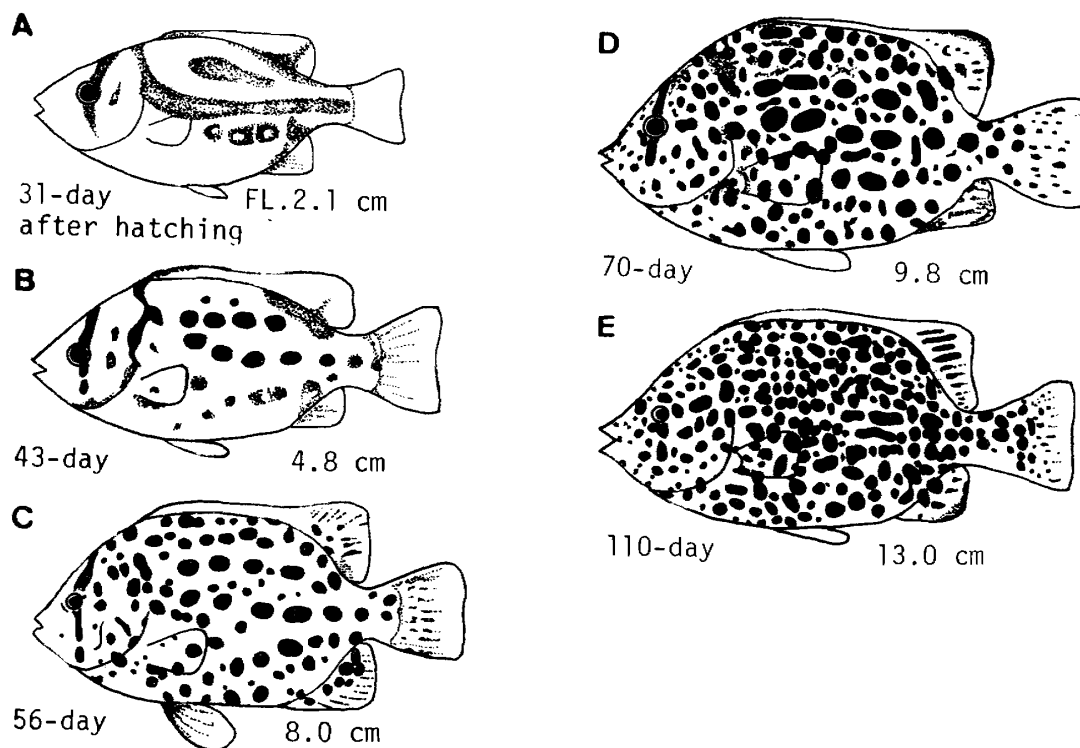 A
31-day
after hatching
FL.2.1 cm
B
43-day
4.8 cm
C
56-day
8.0 cm
D
70-day
9.8 cm
E
110-day
13.0 cm